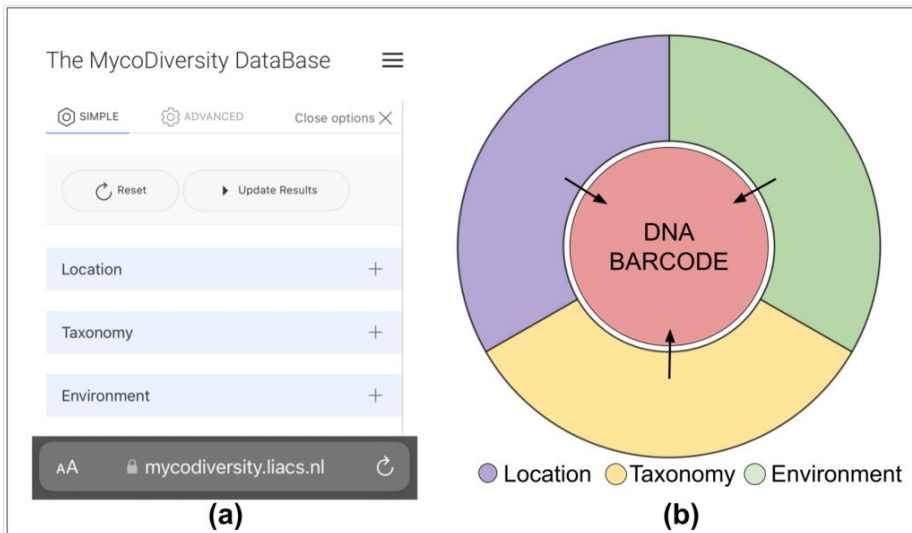 The MycoDiversity DataBase
SIMPLE ADVANCED Close options
Reset Update Results
Location
Taxonomy
Environment
AA mycodiversity.liacs.nl
(a)
DNA
BARCODE
Location Taxonomy Environment
(b)